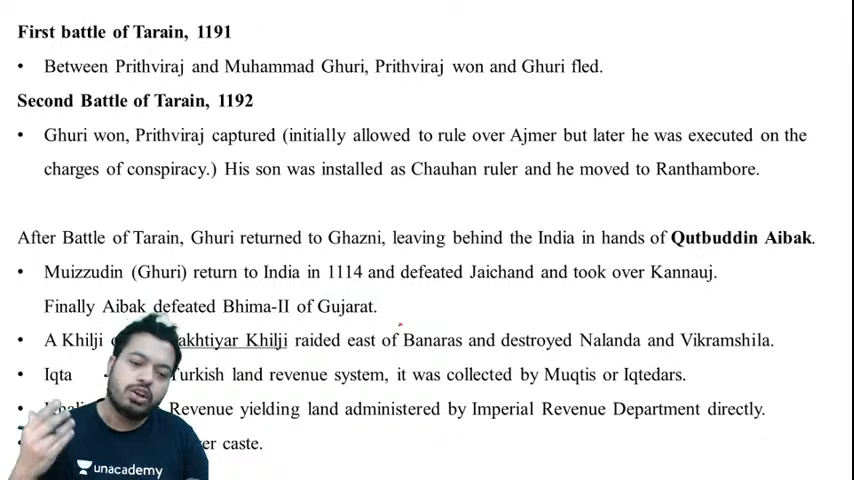 First battle of Tarain, 1191
• Between Prithviraj and Muhammad Ghuri, Prithviraj won and Ghuri fled.
Second Battle of Tarain, 1192
• Ghuri won, Prithviraj captured (initially allowed to rule over Ajmer but later he was executed on the
charges of conspiracy.) His son was installed as Chauhan ruler and he moved to Ranthambore.
After Battle of Tarain, Ghuri returned to Ghazni, leaving behind the India in hands of Qutbuddin Aibak.
• Muizzudin (Ghuri) return to India in 1114 and defeated Jaichand and took over Kannauj.
Finally Aibak defeated Bhima-II of Gujarat.
• A Khilji akhtiyar Khilji raided east of Banaras and destroyed Nalanda and Vikramshila.
• Iqta - Turkish land revenue system, it was collected by Muqtis or Iqtedars.
• Revenue yielding land administered by Imperial Revenue Department directly.
• er caste.
unacademy